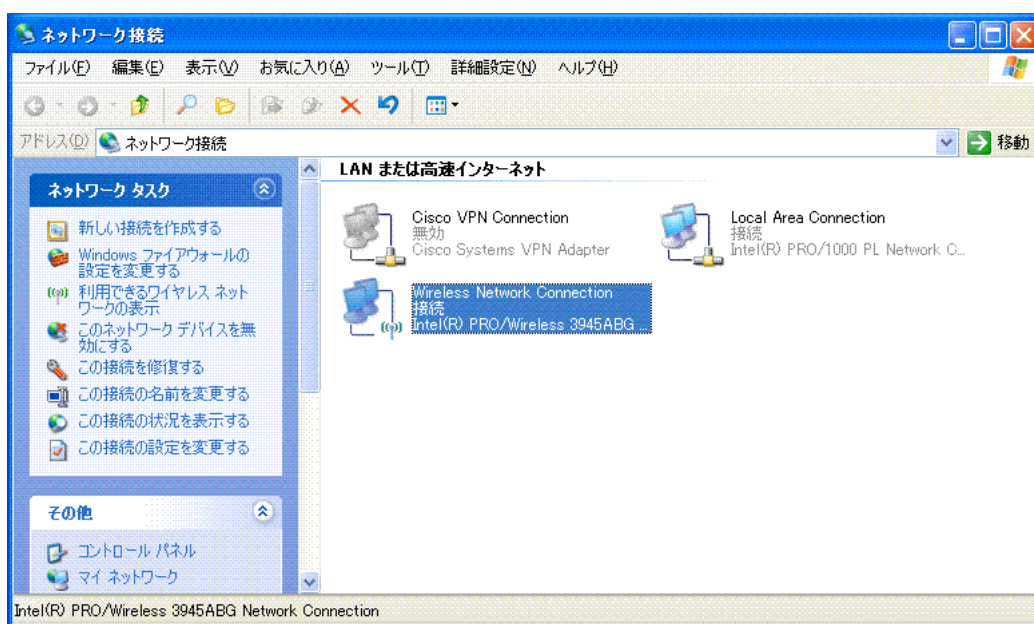 ネットワーク接続
ファイル(F) 編集(E) 表示(V) お気に入り(A) ツール(T) 詳細設定(N) ヘルプ(H)
アドレス(D) ネットワーク接続 移動
ネットワーク タスク
新しい接続を作成する
Windows ファイアウォールの
設定を変更する
利用できるワイヤレス ネット
ワークの表示
このネットワーク デバイスを無
効にする
この接続を修復する
この接続の名前を変更する
この接続の状況を表示する
この接続の設定を変更する
その他
コントロール パネル
マイ ネットワーク
LAN または高速インターネット
Cisco VPN Connection
無効
Cisco Systems VPN Adapter
Local Area Connection
接続
Intel(R) PRO/1000 PL Network C...
Wireless Network Connection
接続
Intel(R) PRO/Wireless 3945ABG ...
Intel(R) PRO/Wireless 3945ABG Network Connection